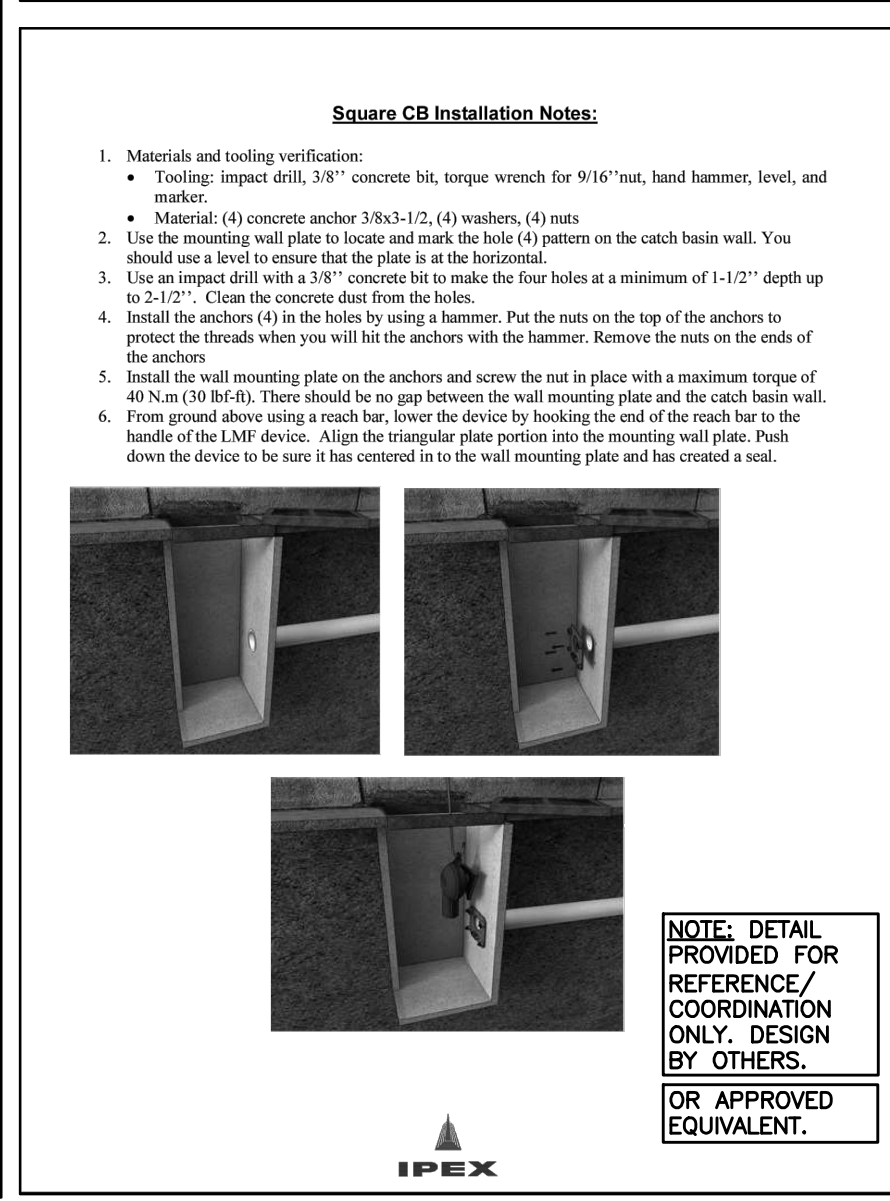 Square CB Installation Notes:
1. Materials and tooling verification:
• Tooling: impact drill, 3/8’’ concrete bit, torque wrench for 9/16’’nut, hand hammer, level, and
marker.
• Material: (4) concrete anchor 3/8x3-1/2, (4) washers, (4) nuts
2. Use the mounting wall plate to locate and mark the hole (4) pattern on the catch basin wall. You
should use a level to ensure that the plate is at the horizontal.
3. Use an impact drill with a 3/8’’ concrete bit to make the four holes at a minimum of 1-1/2’’ depth up
to 2-1/2’’. Clean the concrete dust from the holes.
4. Install the anchors (4) in the holes by using a hammer. Put the nuts on the top of the anchors to
protect the threads when you will hit the anchors with the hammer. Remove the nuts on the ends of
the anchors
5. Install the wall mounting plate on the anchors and screw the nut in place with a maximum torque of
40 N.m (30 lbf-ft). There should be no gap between the wall mounting plate and the catch basin wall.
6. From ground above using a reach bar, lower the device by hooking the end of the reach bar to the
handle of the LMF device. Align the triangular plate portion into the mounting wall plate. Push
down the device to be sure it has centered in to the wall mounting plate and has created a seal.
NOTE: DETAIL
PROVIDED FOR
REFERENCE/
COORDINATION
ONLY. DESIGN
BY OTHERS.
OR APPROVED
EQUIVALENT.
IPEX